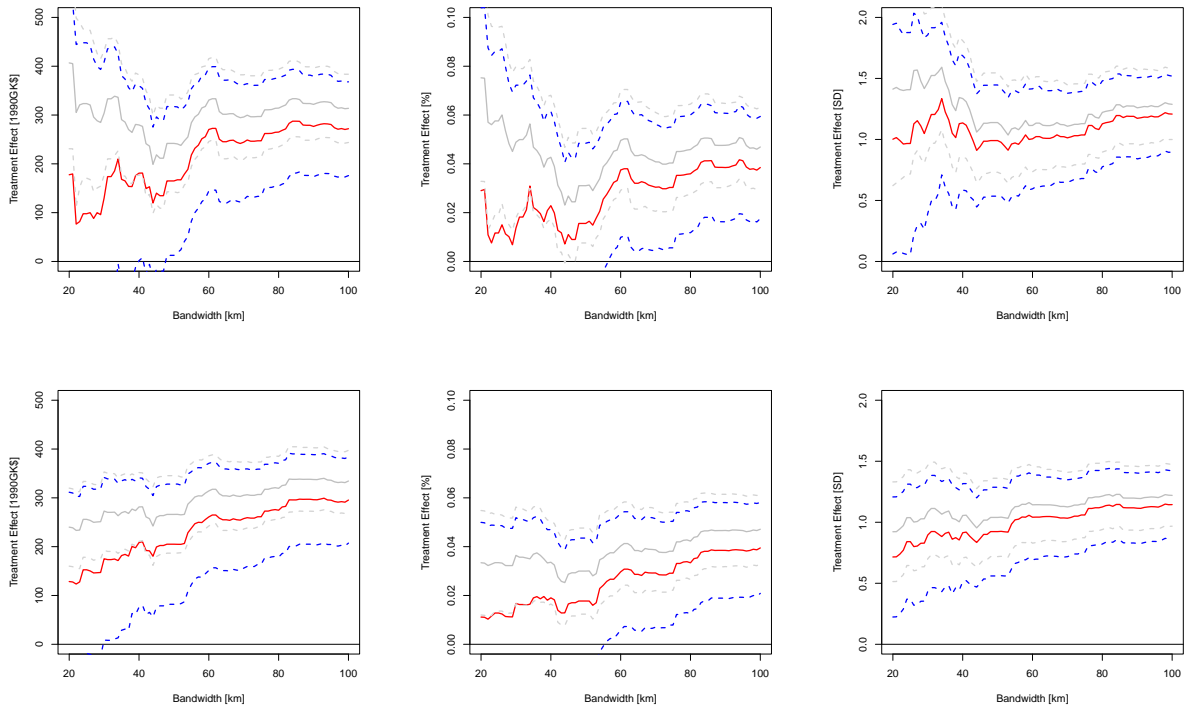 500
400
300
200
100
0
Treatment Effect [1990GK$]
20 40 60 80 100
Bandwidth [km]
0.10
0.08
0.06
0.04
0.02
0.00
Treatment Effect [%]
20 40 60 80 100
Bandwidth [km]
2.0
1.5
1.0
0.5
0.0
Treatment Effect [SD]
20 40 60 80 100
Bandwidth [km]
500
400
300
200
100
0
Treatment Effect [1990GK$]
20 40 60 80 100
Bandwidth [km]
0.10
0.08
0.06
0.04
0.02
0.00
Treatment Effect [%]
20 40 60 80 100
Bandwidth [km]
2.0
1.5
1.0
0.5
0.0
Treatment Effect [SD]
20 40 60 80 100
Bandwidth [km]